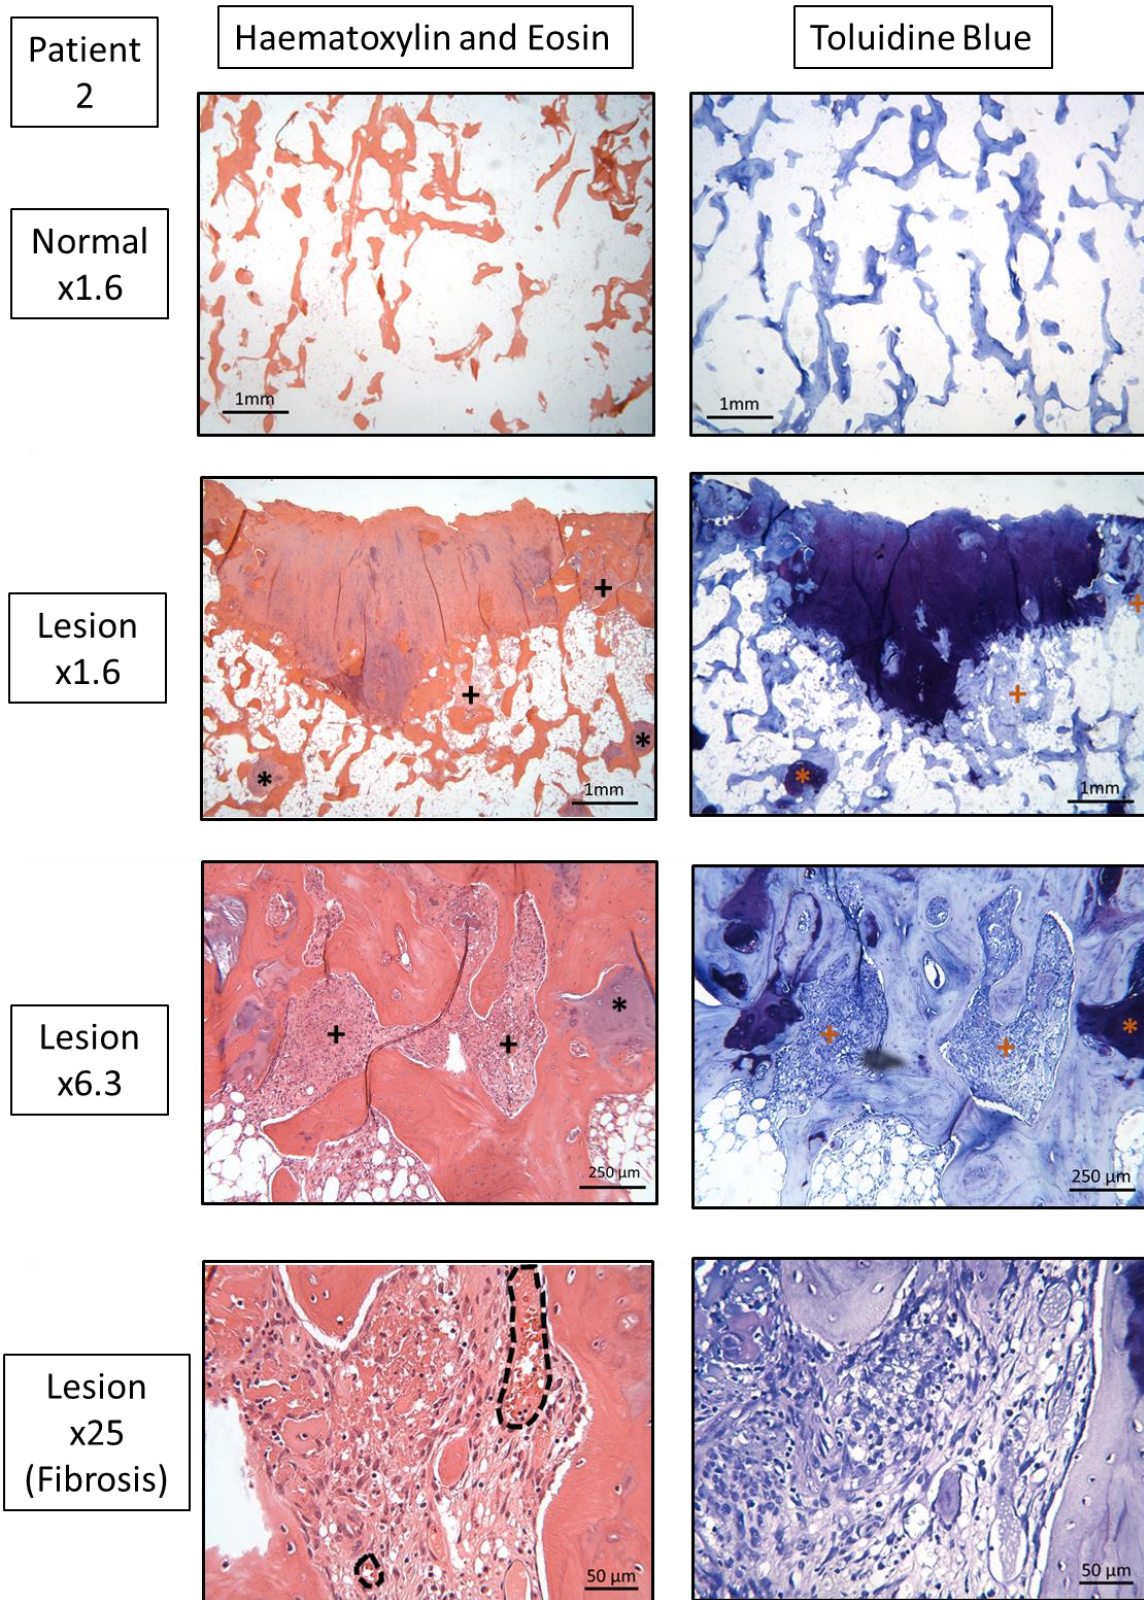 Patient
2
Haematoxylin and Eosin
Toluidine Blue
Normal
x1.6
1mm
1mm
Lesion
x1.6
+
+
*
*
1mm
+
+
*
1mm
Lesion
x6.3
+
+
*
250 µm
+
+
*
250 µm
Lesion
x25
(Fibrosis)
50 µm
50 µm